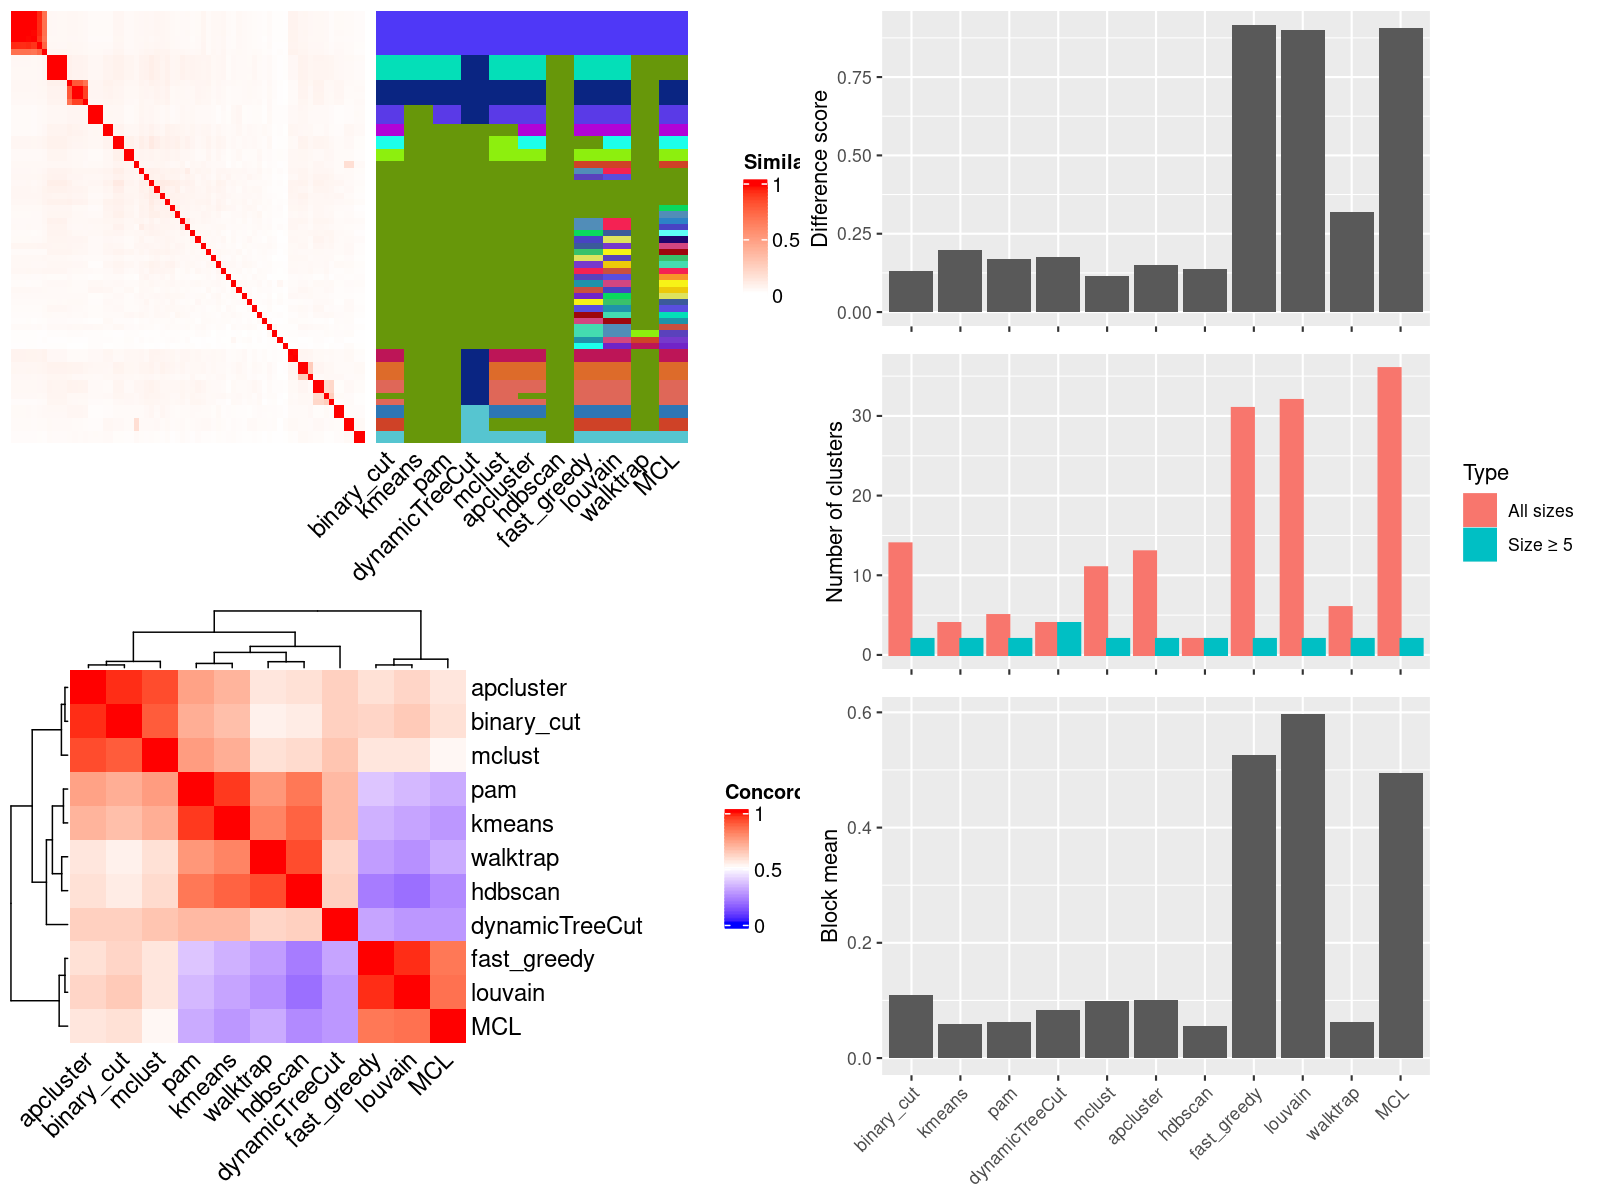 Simila
1
0.5
0
binary_cut
kmeans
pam
dynamicTreeCut
mclust
apcluster
hdbscan
fast_greedy
louvain
walktrap
MCL
apcluster
binary_cut
mclust
pam
kmeans
walktrap
hdbscan
dynamicTreeCut
fast_greedy
louvain
MCL
Concord
1
0.5
0
apcluster
binary_cut
mclust
pam
kmeans
walktrap
hdbscan
dynamicTreeCut
fast_greedy
louvain
MCL
Difference score
0.75
0.50
0.25
0.00
Number of clusters
30
20
10
0
Type
All sizes
Size ≥ 5
Block mean
0.6
0.4
0.2
0.0
binary_cut
kmeans
pam
dynamicTreeCut
mclust
apcluster
hdbscan
fast_greedy
louvain
walktrap
MCL